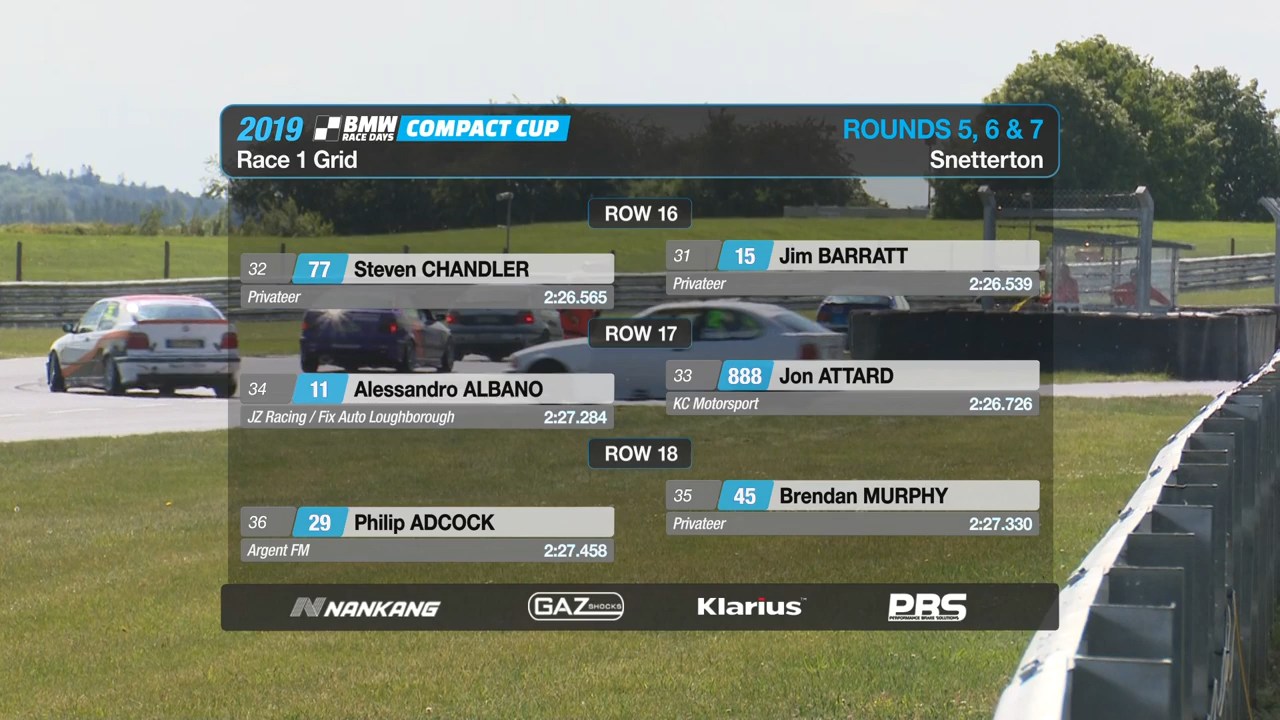 2019 BMW RACE DAYS COMPACT CUP
ROUNDS 5, 6 & 7
Race 1 Grid
Snetterton
ROW 16
32 77 Steven CHANDLER
Privateer 2:26.565
31 15 Jim BARRATT
Privateer 2:26.539
ROW 17
34 11 Alessandro ALBANO
JZ Racing / Fix Auto Loughborough 2:27.284
33 888 Jon ATTARD
KC Motorsport 2:26.726
ROW 18
36 29 Philip ADCOCK
Argent FM 2:27.458
35 45 Brendan MURPHY
Privateer 2:27.330
NANKANG
GAZ SHOCKS
Klarius™
PBS PERFORMANCE BRAKE SOLUTIONS